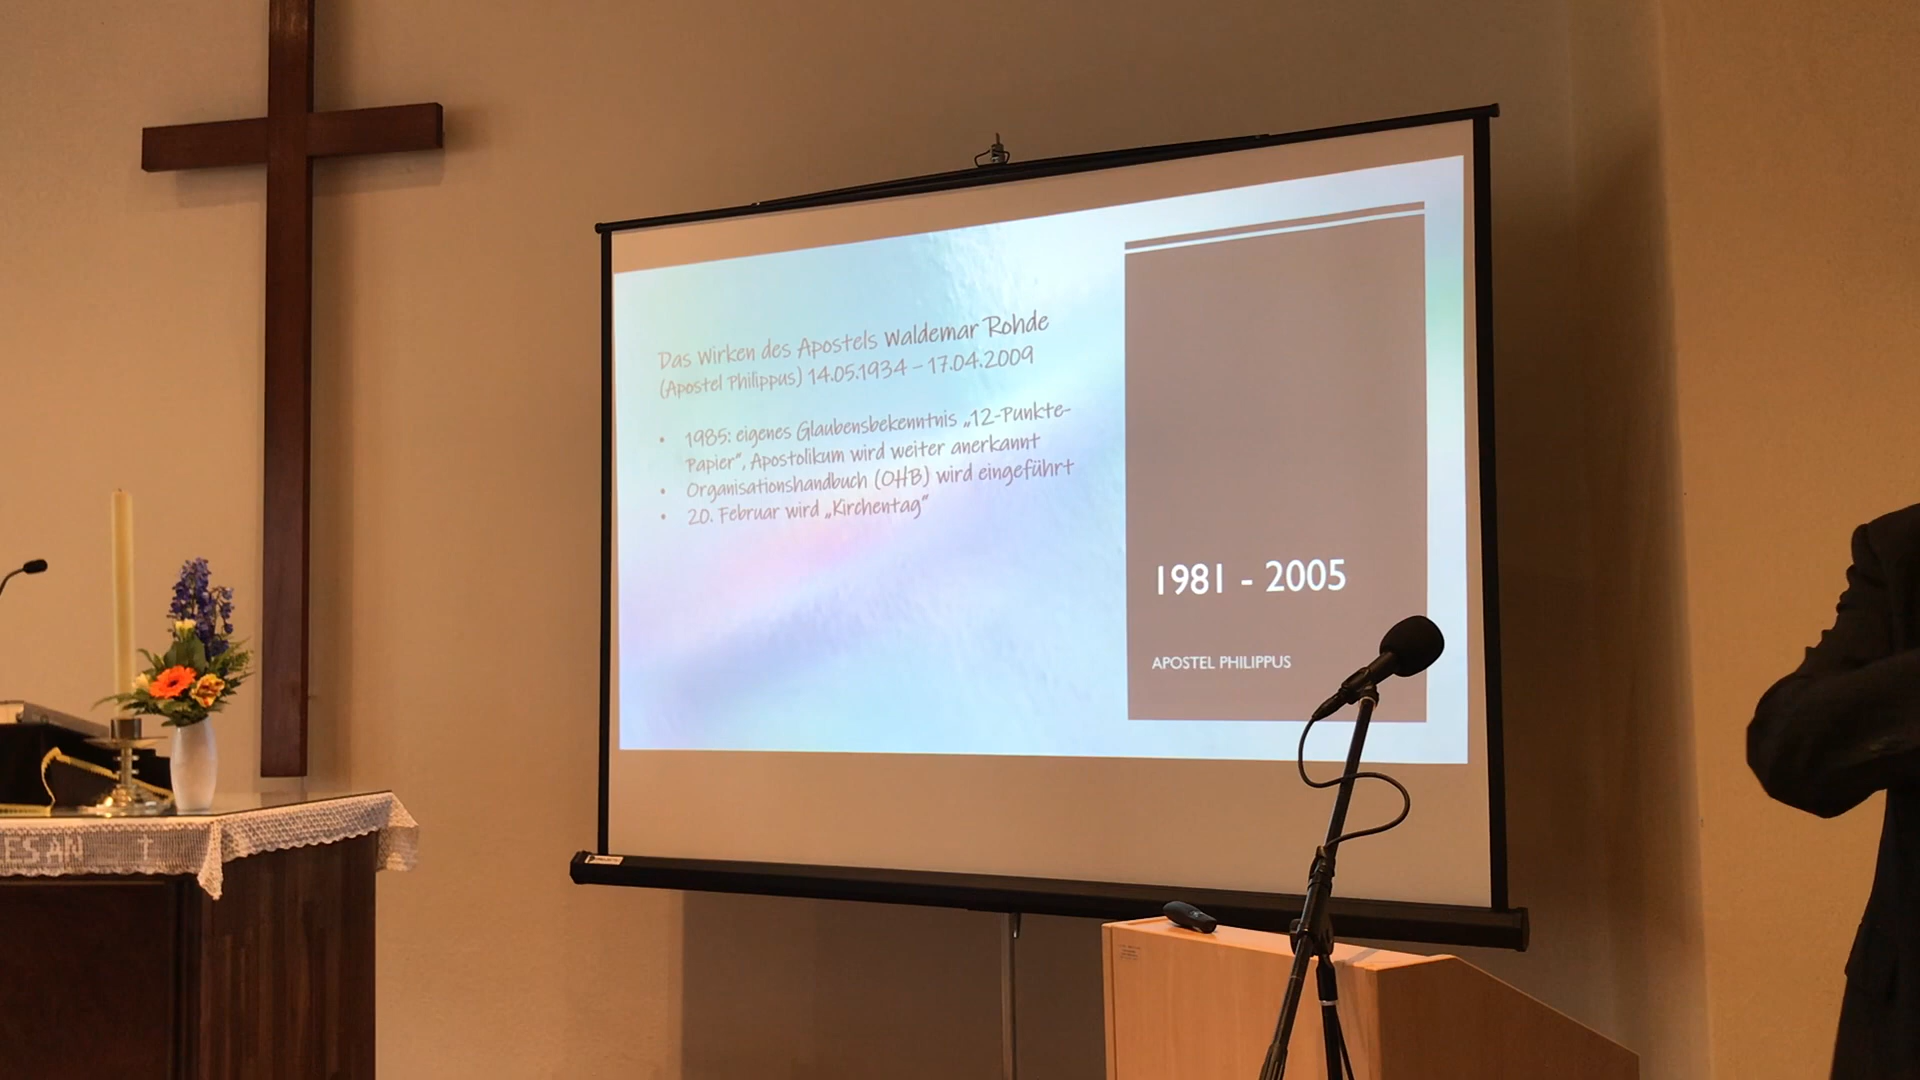 Das Wirken des Apostels Waldemar Rohde
(Apostel Philippus) 14.05.1934 – 17.04.2009
• 1985: eigenes Glaubensbekenntnis „12-Punkte-
Papier“, Apostolikum wird weiter anerkannt
• Organisationshandbuch (OHB) wird eingeführt
• 20. Februar wird „Kirchentag“
1981 - 2005
APOSTEL PHILIPPUS
ESAN